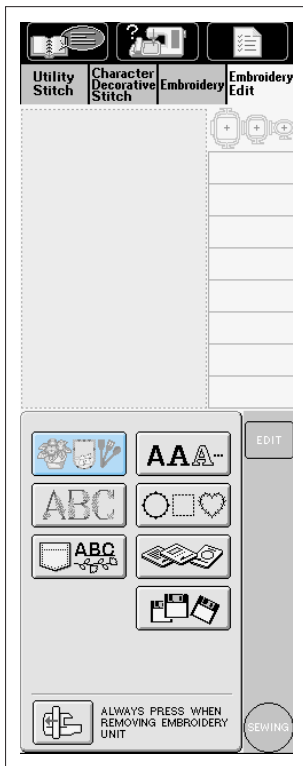 ?
Utility
Stitch
Character
Decorative
Stitch
Embroidery
Embroidery
Edit
EDIT
AAA
ABC
ABC
ALWAYS PRESS WHEN
REMOVING EMBROIDERY
UNIT
SEWING